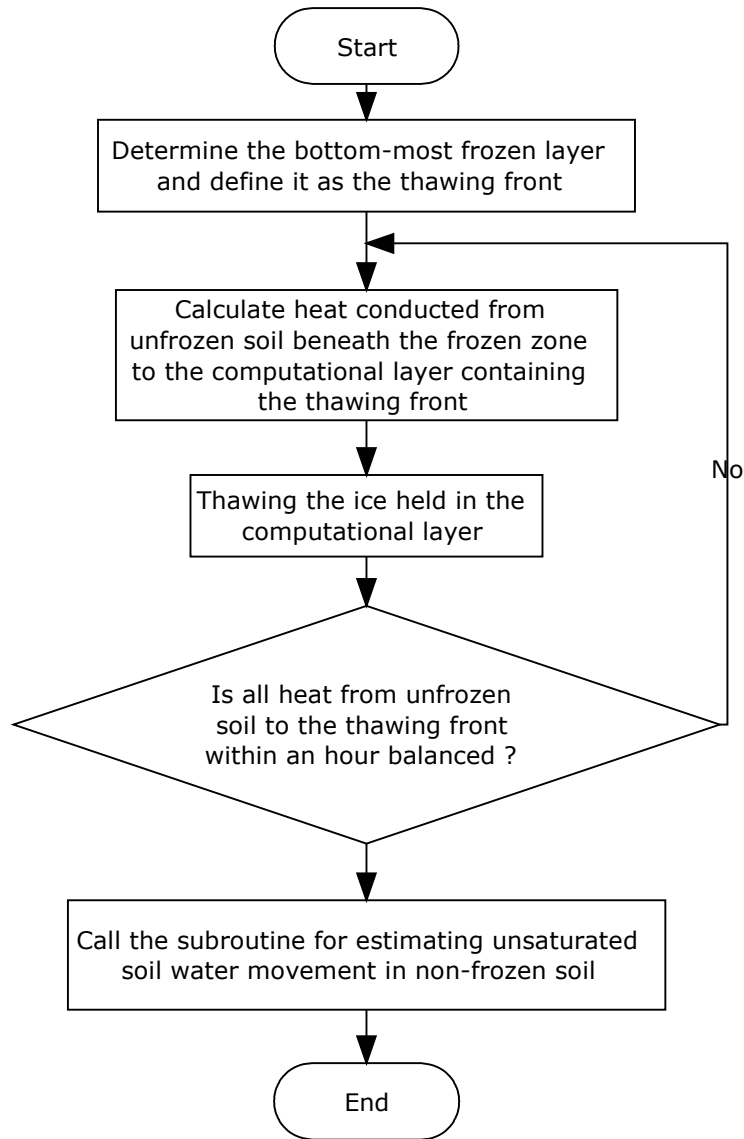 Start
Determine the bottom-most frozen layer
and define it as the thawing front
Calculate heat conducted from
unfrozen soil beneath the frozen zone
to the computational layer containing
the thawing front
No
Thawing the ice held in the
computational layer
Is all heat from unfrozen
soil to the thawing front
within an hour balanced ?
Call the subroutine for estimating unsaturated
soil water movement in non-frozen soil
End